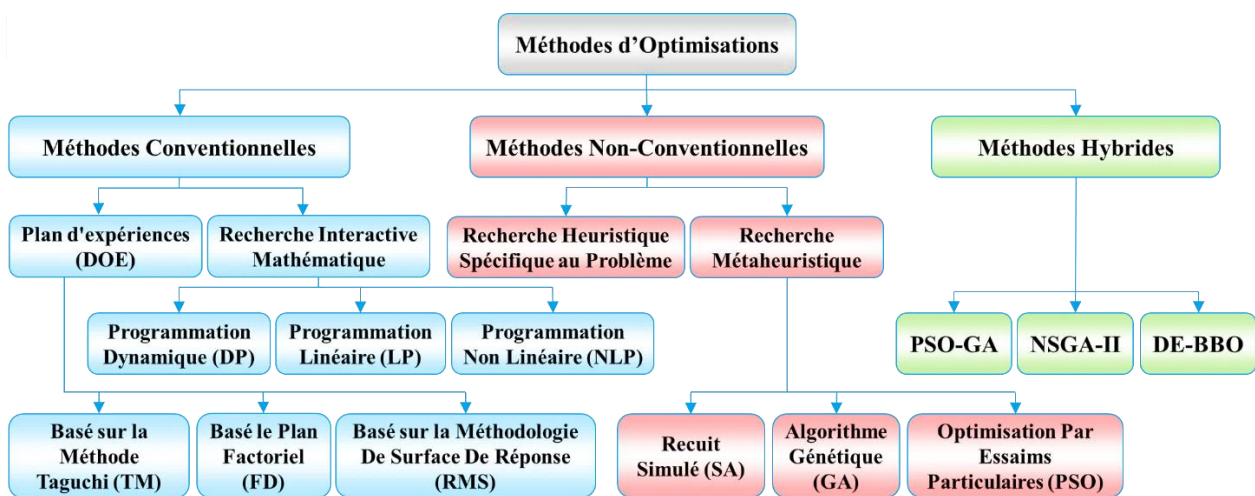 Méthodes d'Optimisations
Méthodes Conventionnelles
Méthodes Non-Conventionnelles
Méthodes Hybrides
Plan d'expériences
(DOE)
Recherche Interactive
Mathématique
Recherche Heuristique
Spécifique au Problème
Recherche
Métaheuristique
Programmation
Dynamique (DP)
Programmation
Linéaire (LP)
Programmation
Non Linéaire (NLP)
PSO-GA
NSGA-II
DE-BBO
Basé sur la
Méthode
Taguchi (TM)
Basé le Plan
Factoriel
(FD)
Basé sur la Méthodologie
De Surface De Réponse
(RMS)
Recuit
Simulé (SA)
Algorithme
Génétique
(GA)
Optimisation Par
Essaims
Particulaires (PSO)